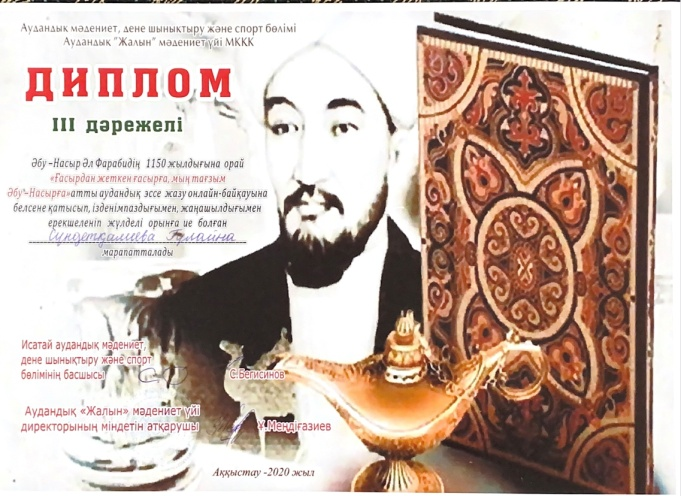 Аудандық мәдениет, дене шынықтыру және спорт бөлімі
Аудандық "Жалын" мәдениет үйі МККК
ДИПЛОМ
III дәрежелі
Әбу –Насыр Әл Фарабидің 1150 жылдығына орай
«Ғасырдан жеткен ғасырға, мың тағзым
Әбу –Насырға»атты аудандық эссе жазу онлайн-байқауына
белсене қатысып, ізденімпаздығымен, жаңашылдығымен
ерекшеленіп жүлделі орынға ие болған
марапатталады
Исатай аудандық мәдениет,
дене шынықтыру және спорт
бөлімінің басшысы С.Бегисинов
Аудандық «Жалын» мәдениет үйі
директорының міндетін атқарушы Ұ.Меңдіғазиев
Аққыстау -2020 жыл